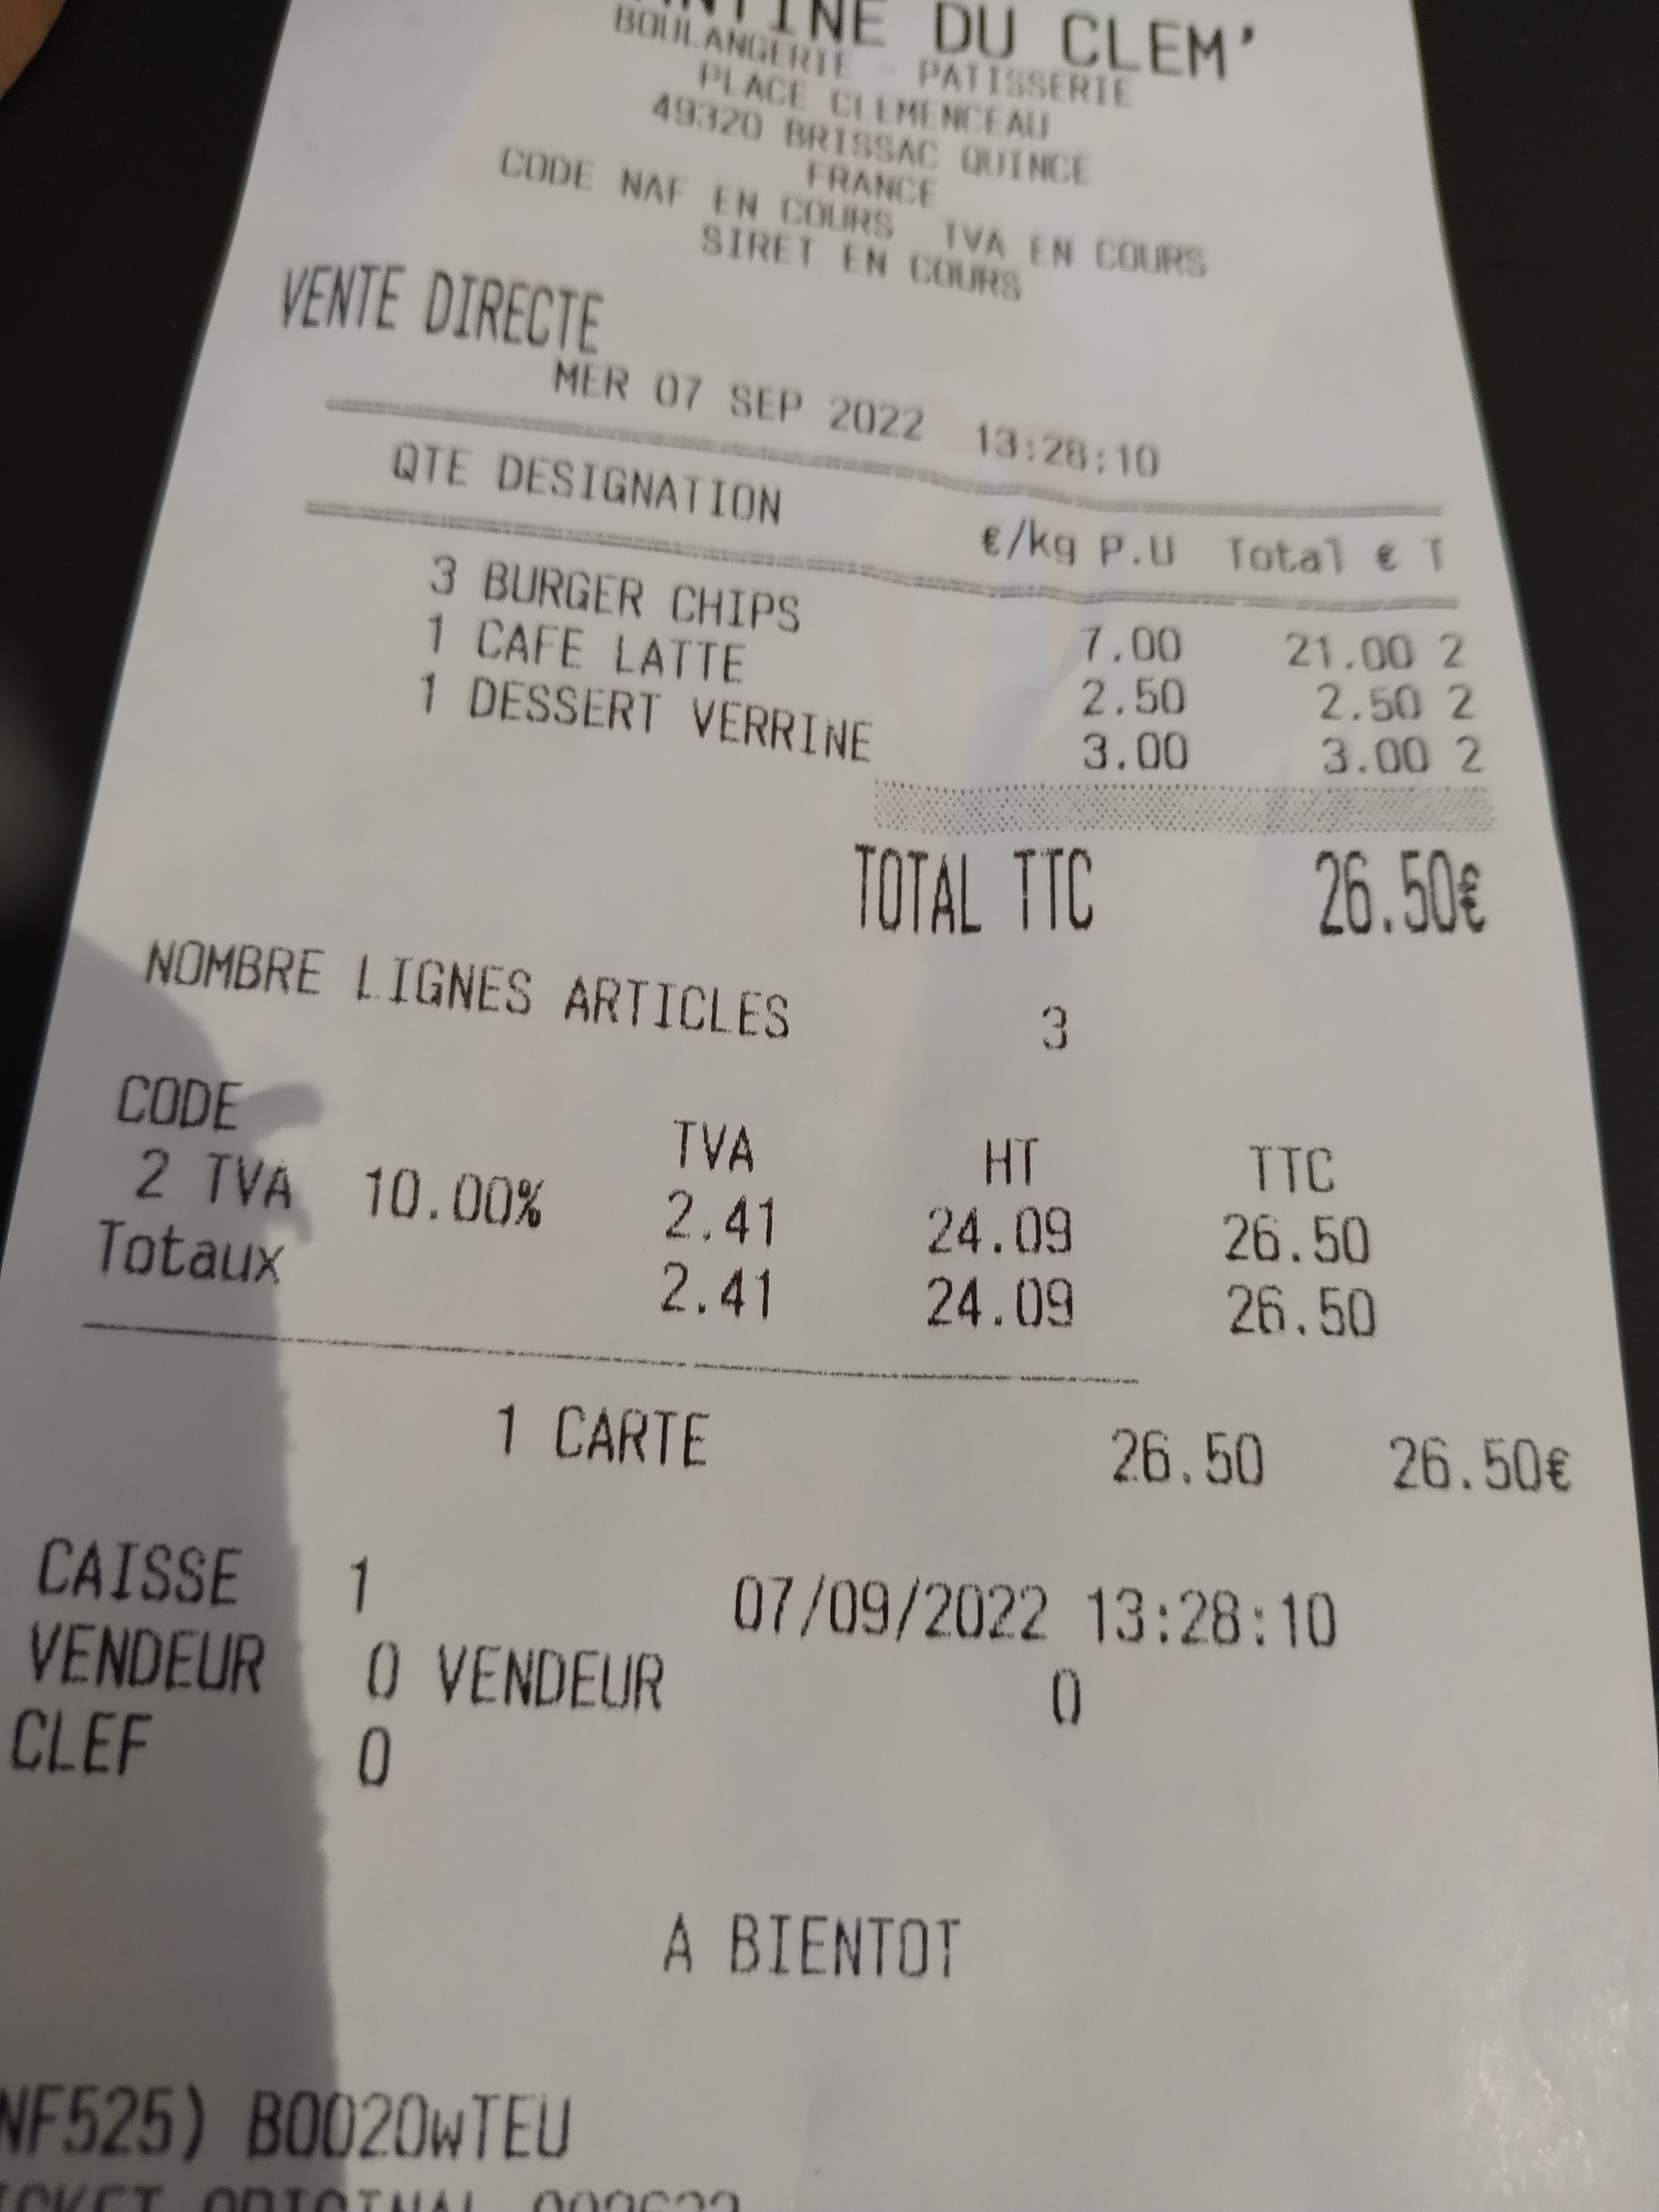 DU CLEM'
BOULANGERIE - PATISSERIE
PLACE CLEMENCEAU
49320 BRISSAC QUINCE
FRANCE
CODE NAF EN COURS TVA EN COURS
SIRET EN COURS
VENTE DIRECTE
MER 07 SEP 2022 13:28:10
QTE DESIGNATION €/kg P.U Total € T
3 BURGER CHIPS 7.00 21.00 2
1 CAFE LATTE 2.50 2.50 2
1 DESSERT VERRINE 3.00 3.00 2
TOTAL TTC 26.50€
NOMBRE LIGNES ARTICLES 3
CODE TVA HT TTC
2 TVA 10.00% 2.41 24.09 26.50
Totaux 2.41 24.09 26.50
1 CARTE 26.50 26.50€
CAISSE 1 07/09/2022 13:28:10
VENDEUR 0 VENDEUR 0
CLEF 0
A BIENTOT
NF525) B0020wTEU
ORIGINAL